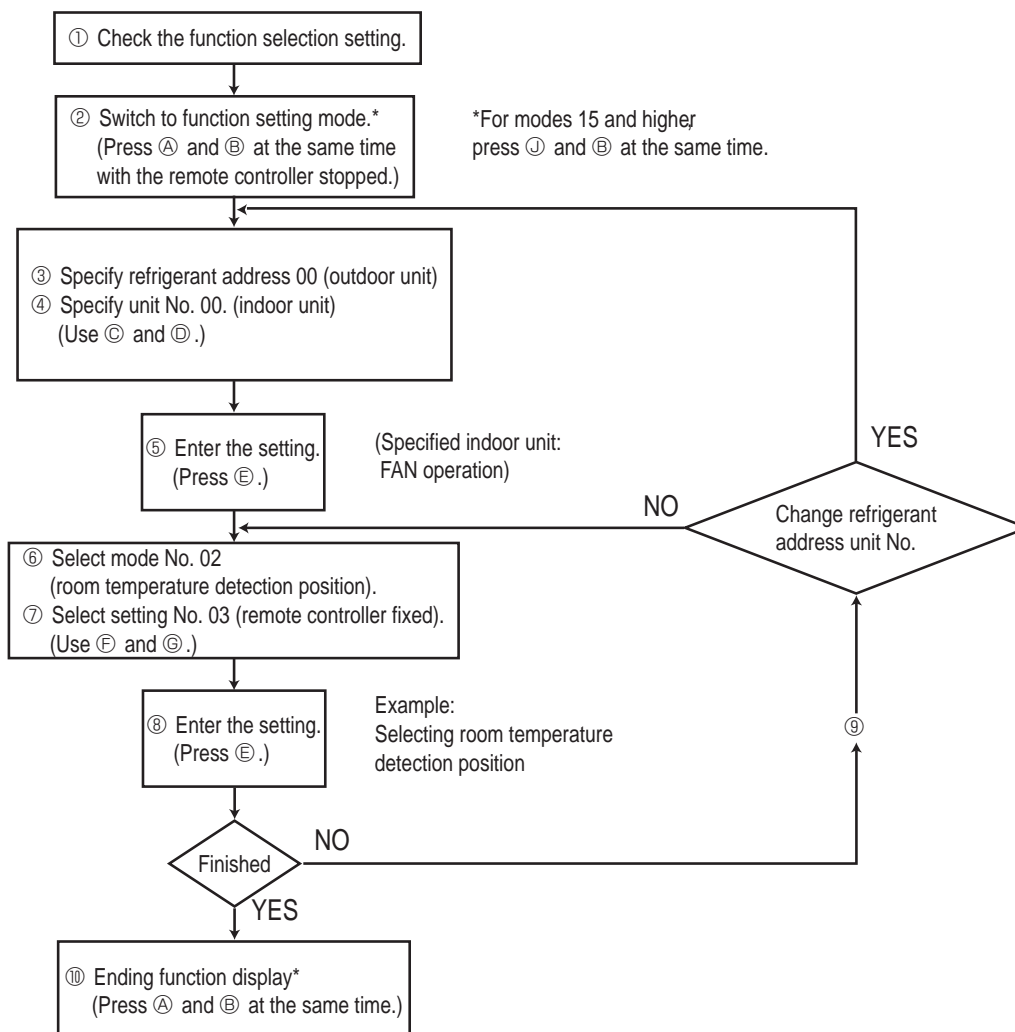 ① Check the function selection setting.
② Switch to function setting mode.*
(Press Ⓐ and Ⓑ at the same time
with the remote controller stopped.)
*For modes 15 and higher,
press Ⓙ and Ⓑ at the same time.
③ Specify refrigerant address 00 (outdoor unit)
④ Specify unit No. 00. (indoor unit)
(Use Ⓒ and Ⓓ.)
⑤ Enter the setting.
(Press Ⓔ.)
(Specified indoor unit:
FAN operation)
YES
NO
Change refrigerant
address unit No.
⑥ Select mode No. 02
(room temperature detection position).
⑦ Select setting No. 03 (remote controller fixed).
(Use Ⓕ and Ⓖ.)
⑧ Enter the setting.
(Press Ⓔ.)
Example:
Selecting room temperature
detection position
⑨
Finished
NO
YES
⑩ Ending function display*
(Press Ⓐ and Ⓑ at the same time.)